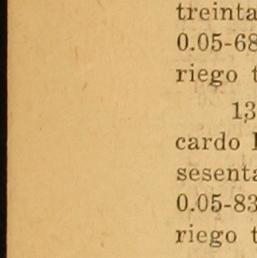 treinta
0.05-68
riego t
13
cardo
sesenta
0.05-83
riego t